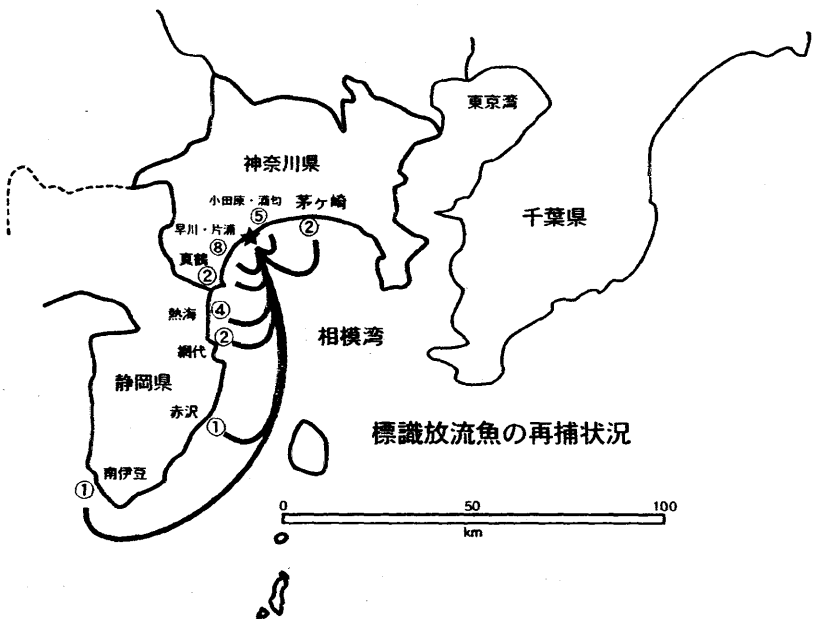 東京湾
神奈川県
小田原・酒匂
茅ヶ崎
⑤
②
千葉県
早川・片浦
⑧
真鶴
②
熱海
④
相模湾
②
網代
静岡県
赤沢
①
標識放流魚の再捕状況
南伊豆
①
0 50 100
km